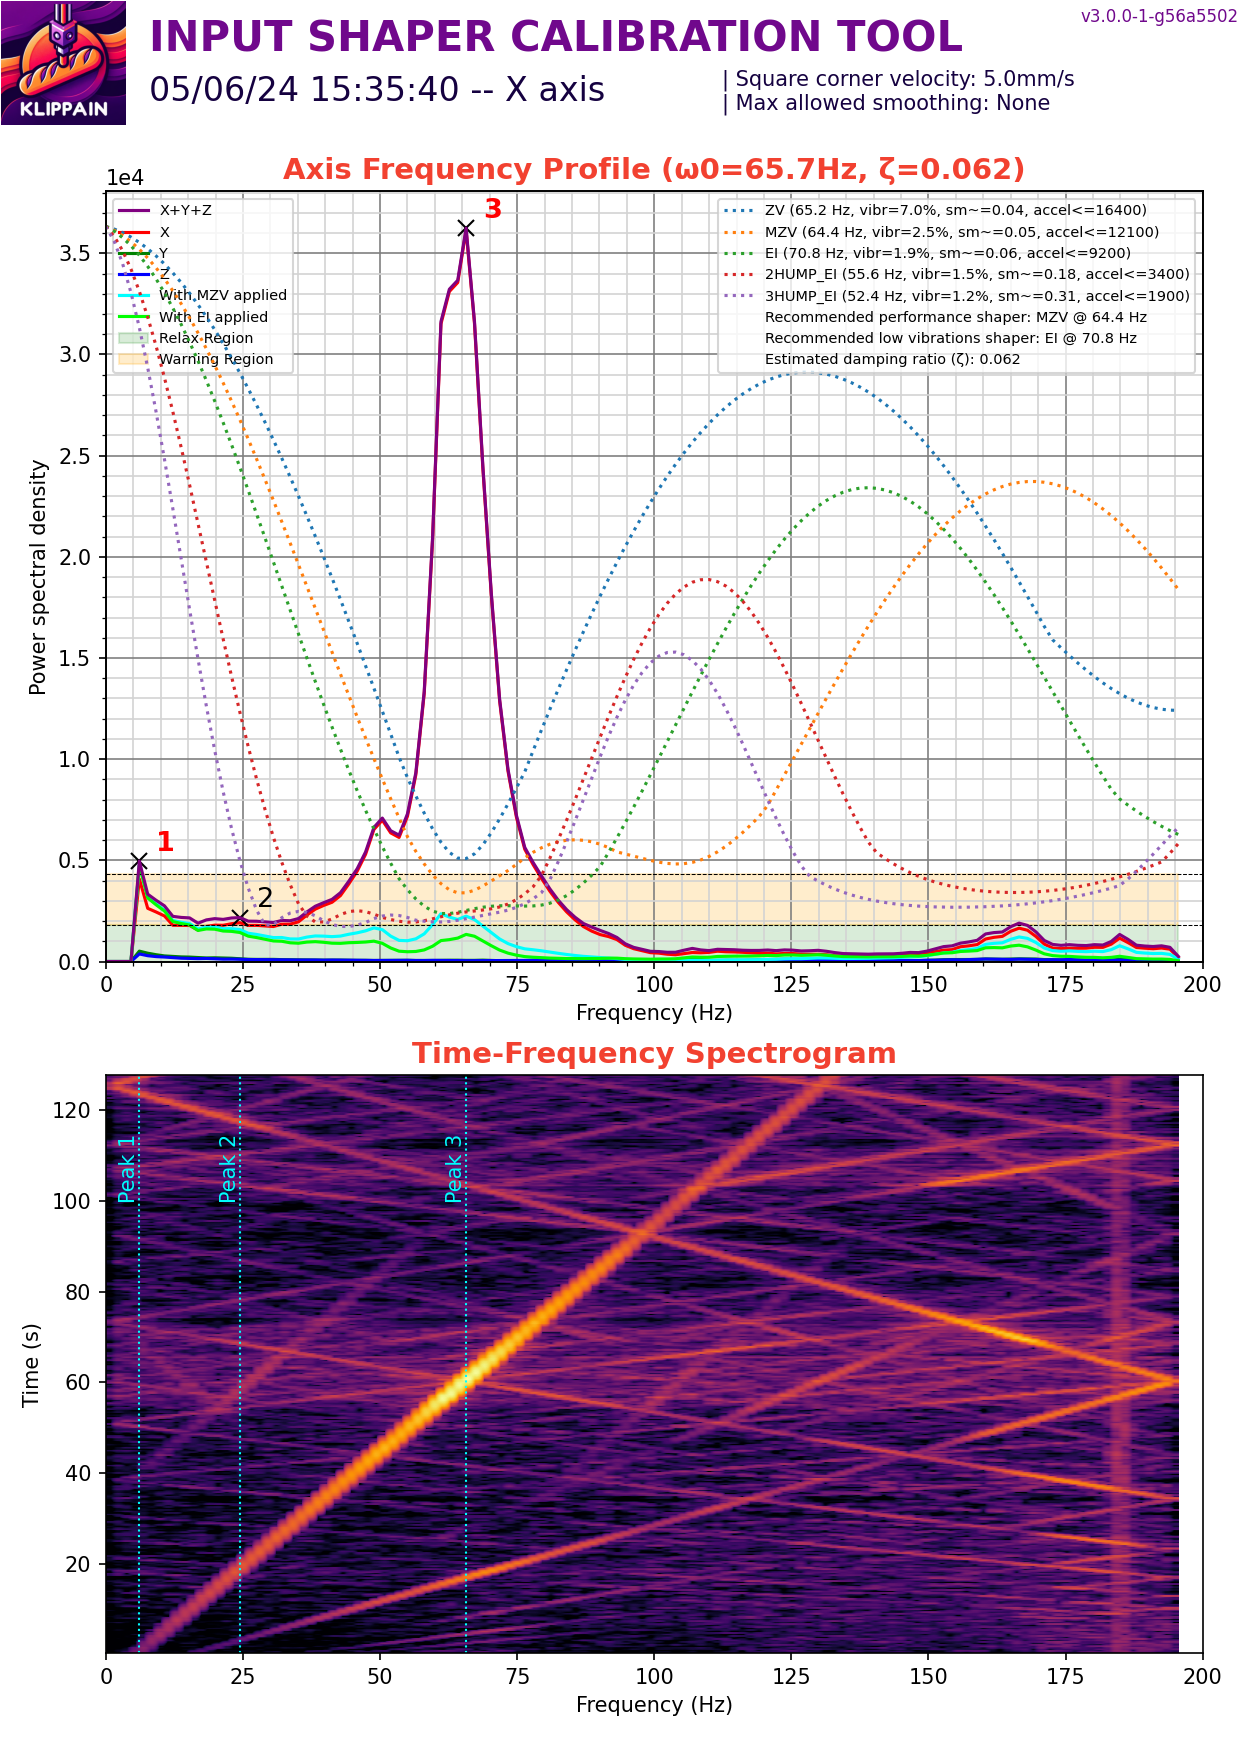 KLIPPAIN
INPUT SHAPER CALIBRATION TOOL
v3.0.0-1-g56a5502
05/06/24 15:35:40 -- X axis
| Square corner velocity: 5.0mm/s
| Max allowed smoothing: None
Axis Frequency Profile (ω0=65.7Hz, ζ=0.062)
1e4
X+Y+Z
X
Y
Z
With MZV applied
With EI applied
Relax Region
Warning Region
ZV (65.2 Hz, vibr=7.0%, sm~=0.04, accel<=16400)
MZV (64.4 Hz, vibr=2.5%, sm~=0.05, accel<=12100)
EI (70.8 Hz, vibr=1.9%, sm~=0.06, accel<=9200)
2HUMP_EI (55.6 Hz, vibr=1.5%, sm~=0.18, accel<=3400)
3HUMP_EI (52.4 Hz, vibr=1.2%, sm~=0.31, accel<=1900)
Recommended performance shaper: MZV @ 64.4 Hz
Recommended low vibrations shaper: EI @ 70.8 Hz
Estimated damping ratio (ζ): 0.062
1
2
3
Power spectral density
3.5
3.0
2.5
2.0
1.5
1.0
0.5
0.0
0 25 50 75 100 125 150 175 200
Frequency (Hz)
Time-Frequency Spectrogram
Peak 1
Peak 2
Peak 3
Time (s)
120
100
80
60
40
20
0 25 50 75 100 125 150 175 200
Frequency (Hz)